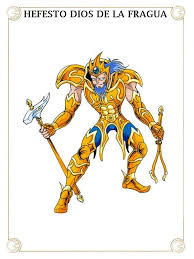 HEFESTO DIOS DE LA FRAGUA